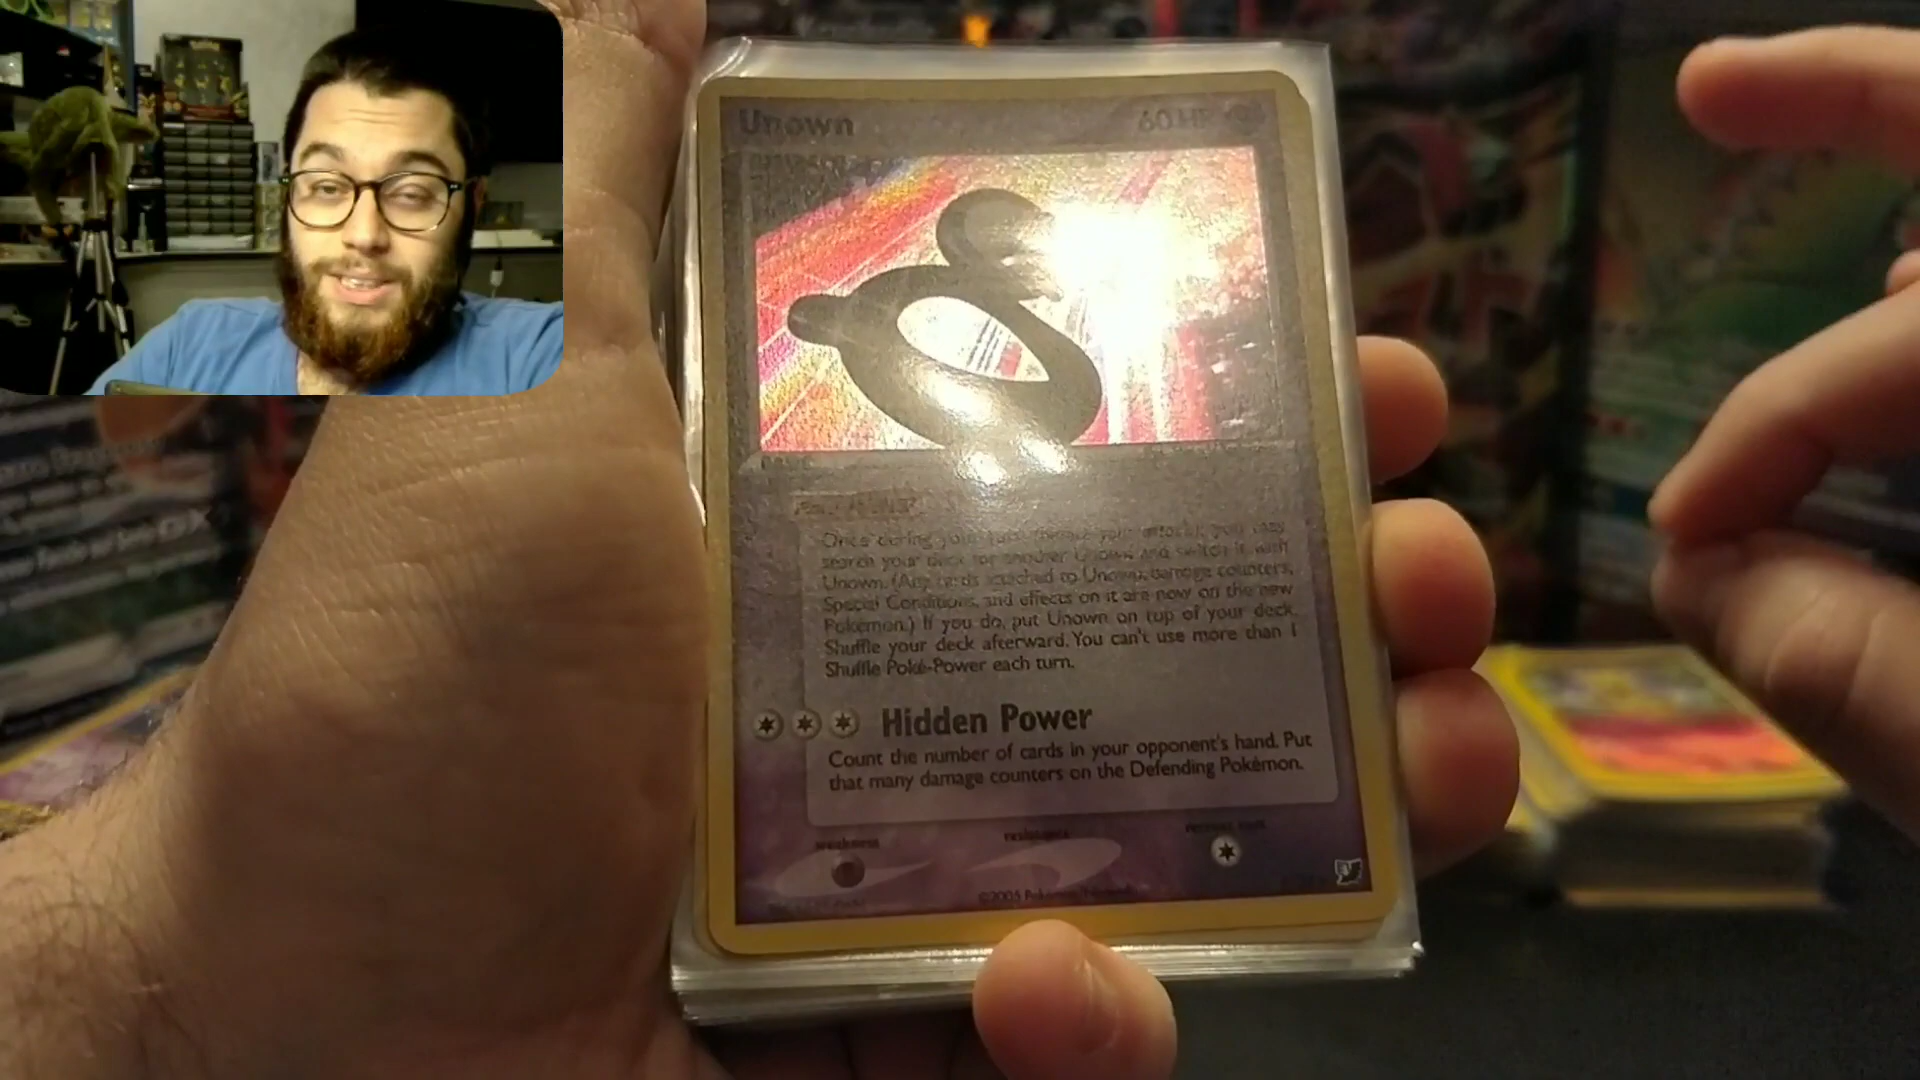 Unown 60 HP
Once during your turn (before your attack), you may
search your deck for another Unown and switch it with
Unown. (Any cards attached to Unown, damage counters,
Special Conditions, and effects on it are now on the new
Pokémon.) If you do, put Unown on top of your deck.
Shuffle your deck afterward. You can't use more than 1
Shuffle Poké-Power each turn.
Hidden Power
Count the number of cards in your opponent's hand. Put
that many damage counters on the Defending Pokémon.
weakness resistance retreat cost
©2005 Pokémon/Nintendo